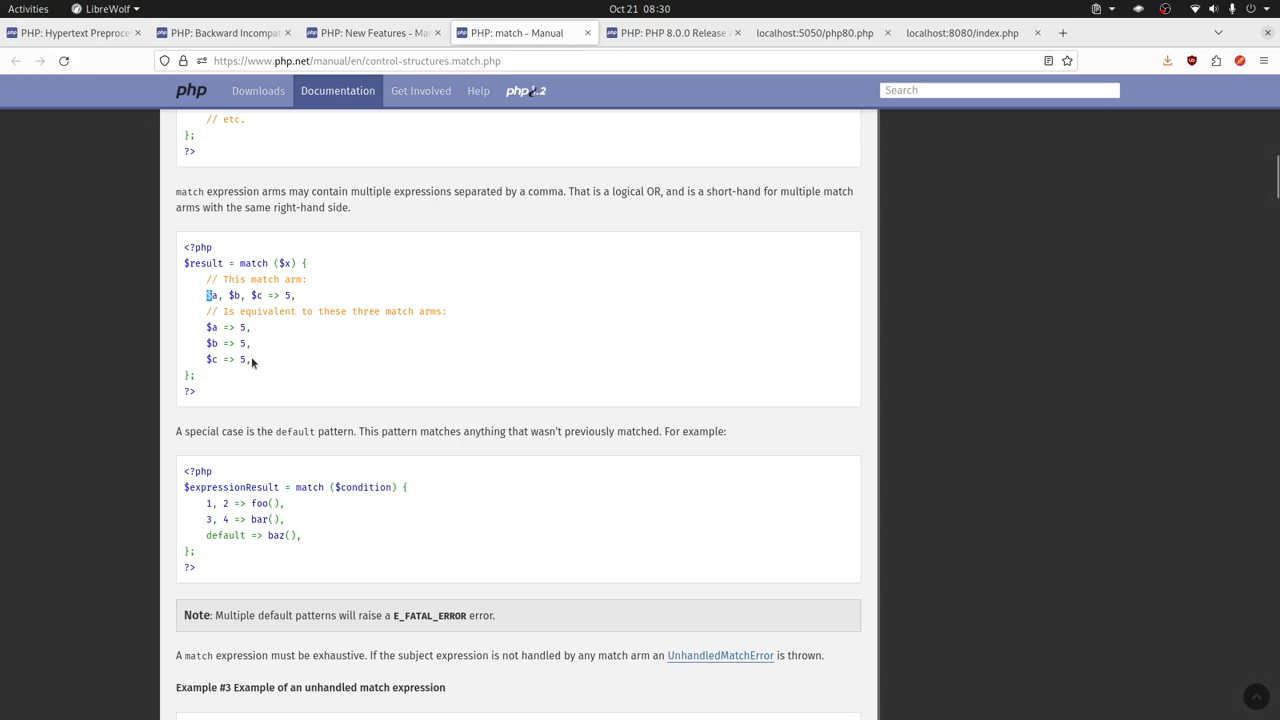 Activities LibreWolf Oct 21 08:30
PHP: Hypertext Preproce PHP: Backward Incompat PHP: New Features - Ma PHP: match - Manual PHP: PHP 8.0.0 Release A localhost:5050/php80.php localhost:8080/index.php
https://www.php.net/manual/en/control-structures.match.php
php Downloads Documentation Get Involved Help Search
// etc.
};
?>
match expression arms may contain multiple expressions separated by a comma. That is a logical OR, and is a short-hand for multiple match
arms with the same right-hand side.
<?php
$result = match ($x) {
// This match arm:
$a, $b, $c => 5,
// Is equivalent to these three match arms:
$a => 5,
$b => 5,
$c => 5,
};
?>
A special case is the default pattern. This pattern matches anything that wasn't previously matched. For example:
<?php
$expressionResult = match ($condition) {
1, 2 => foo(),
3, 4 => bar(),
default => baz(),
};
?>
Note: Multiple default patterns will raise a E_FATAL_ERROR error.
A match expression must be exhaustive. If the subject expression is not handled by any match arm an UnhandledMatchError is thrown.
Example #3 Example of an unhandled match expression